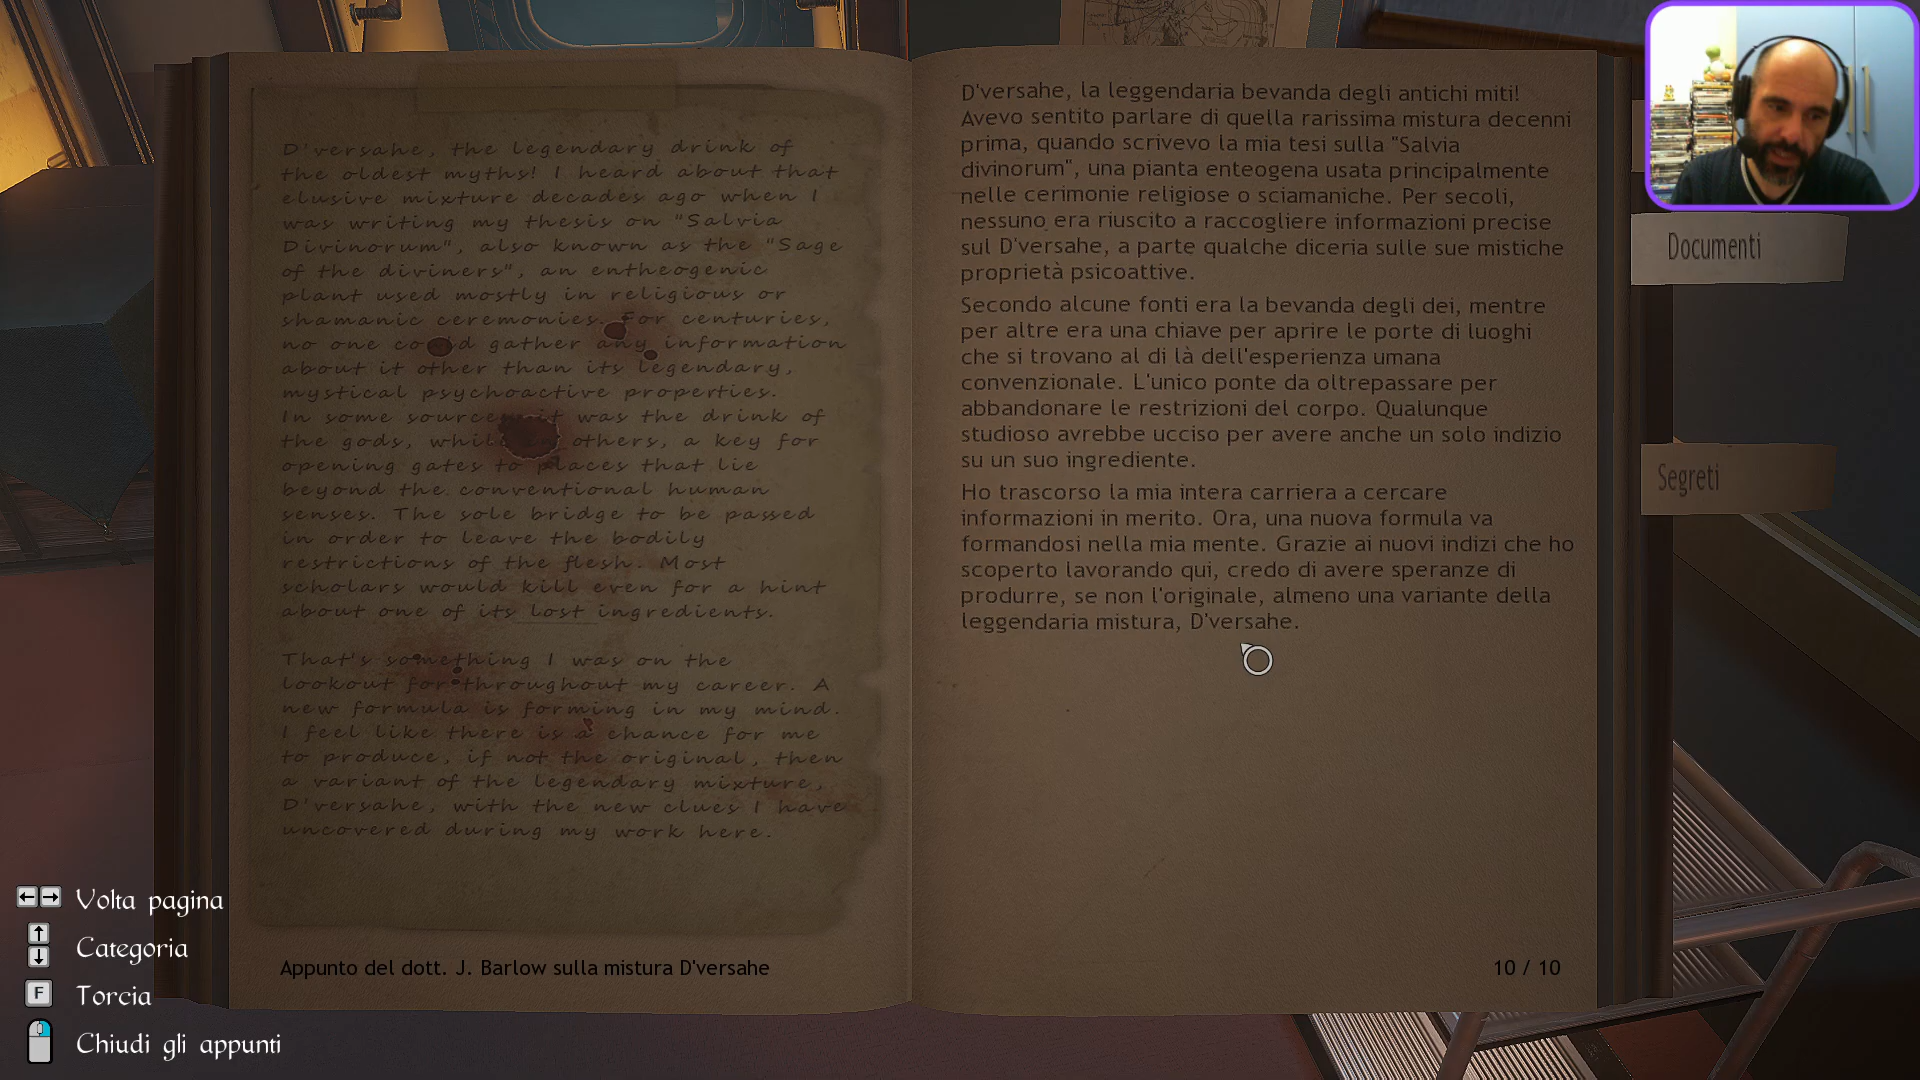 D'versahe, the legendary drink of
the oldest myths! I heard about that
elusive mixture decades ago when I
was writing my thesis on "Salvia
Divinorum", also known as the "Sage
of the diviners", an entheogenic
plant used mostly in religious or
shamanic ceremonies. For centuries,
no one could gather any information
about it other than its legendary,
mystical psychoactive properties.
In some sources it was the drink of
the gods, while in others, a key for
opening gates to places that lie
beyond the conventional human
senses. The sole bridge to be passed
in order to leave the bodily
restrictions of the flesh. Most
scholars would kill even for a hint
about one of its lost ingredients.
That's something I was on the
lookout for throughout my career. A
new formula is forming in my mind.
I feel like there is a chance for me
to produce, if not the original, then
a variant of the legendary mixture,
D'versahe, with the new clues I have
uncovered during my work here.
Appunto del dott. J. Barlow sulla mistura D'versahe
D'versahe, la leggendaria bevanda degli antichi miti!
Avevo sentito parlare di quella rarissima mistura decenni
prima, quando scrivevo la mia tesi sulla "Salvia
divinorum", una pianta enteogena usata principalmente
nelle cerimonie religiose o sciamaniche. Per secoli,
nessuno era riuscito a raccogliere informazioni precise
sul D'versahe, a parte qualche diceria sulle sue mistiche
proprietà psicoattive.
Secondo alcune fonti era la bevanda degli dei, mentre
per altre era una chiave per aprire le porte di luoghi
che si trovano al di là dell'esperienza umana
convenzionale. L'unico ponte da oltrepassare per
abbandonare le restrizioni del corpo. Qualunque
studioso avrebbe ucciso per avere anche un solo indizio
su un suo ingrediente.
Ho trascorso la mia intera carriera a cercare
informazioni in merito. Ora, una nuova formula va
formandosi nella mia mente. Grazie ai nuovi indizi che ho
scoperto lavorando qui, credo di avere speranze di
produrre, se non l'originale, almeno una variante della
leggendaria mistura, D'versahe.
10 / 10
Documenti
Segreti
Volta pagina
Categoria
F Torcia
Chiudi gli appunti